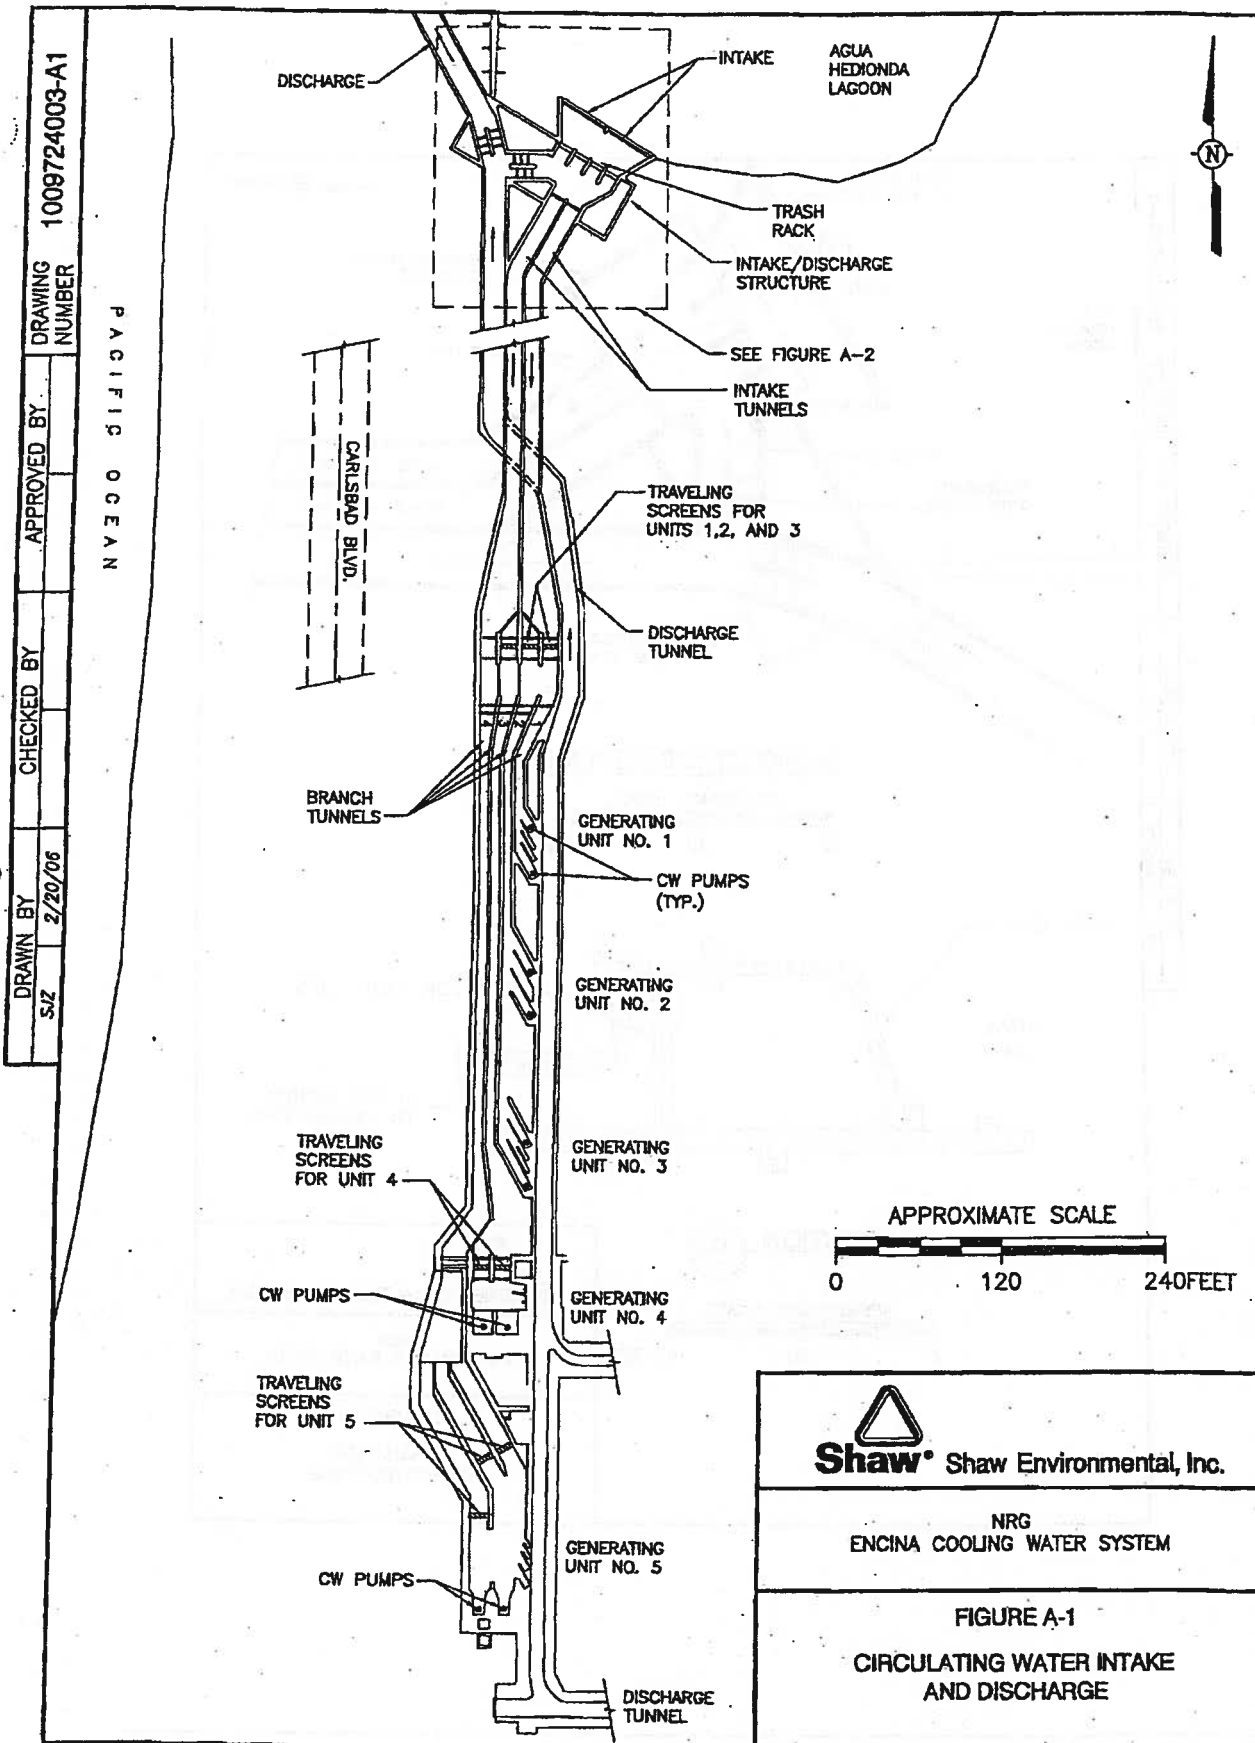 DRAWING NUMBER 1009724003-A1
APPROVED BY
CHECKED BY
DRAWN BY
SJZ 2/20/06
PACIFIC OCEAN
CARLSBAD BLVD.
DISCHARGE
INTAKE
AGUA
HEDIONDA
LAGOON
N
TRASH
RACK
INTAKE/DISCHARGE
STRUCTURE
SEE FIGURE A-2
INTAKE
TUNNELS
TRAVELING
SCREENS FOR
UNITS 1,2, AND 3
DISCHARGE
TUNNEL
BRANCH
TUNNELS
GENERATING
UNIT NO. 1
CW PUMPS
(TYP.)
GENERATING
UNIT NO. 2
TRAVELING
SCREENS
FOR UNIT 4
GENERATING
UNIT NO. 3
APPROXIMATE SCALE
0 120 240FEET
CW PUMPS
GENERATING
UNIT NO. 4
TRAVELING
SCREENS
FOR UNIT 5
GENERATING
UNIT NO. 5
CW PUMPS
DISCHARGE
TUNNEL
Shaw® Shaw Environmental, Inc.
NRG
ENCINA COOLING WATER SYSTEM
FIGURE A-1
CIRCULATING WATER INTAKE
AND DISCHARGE